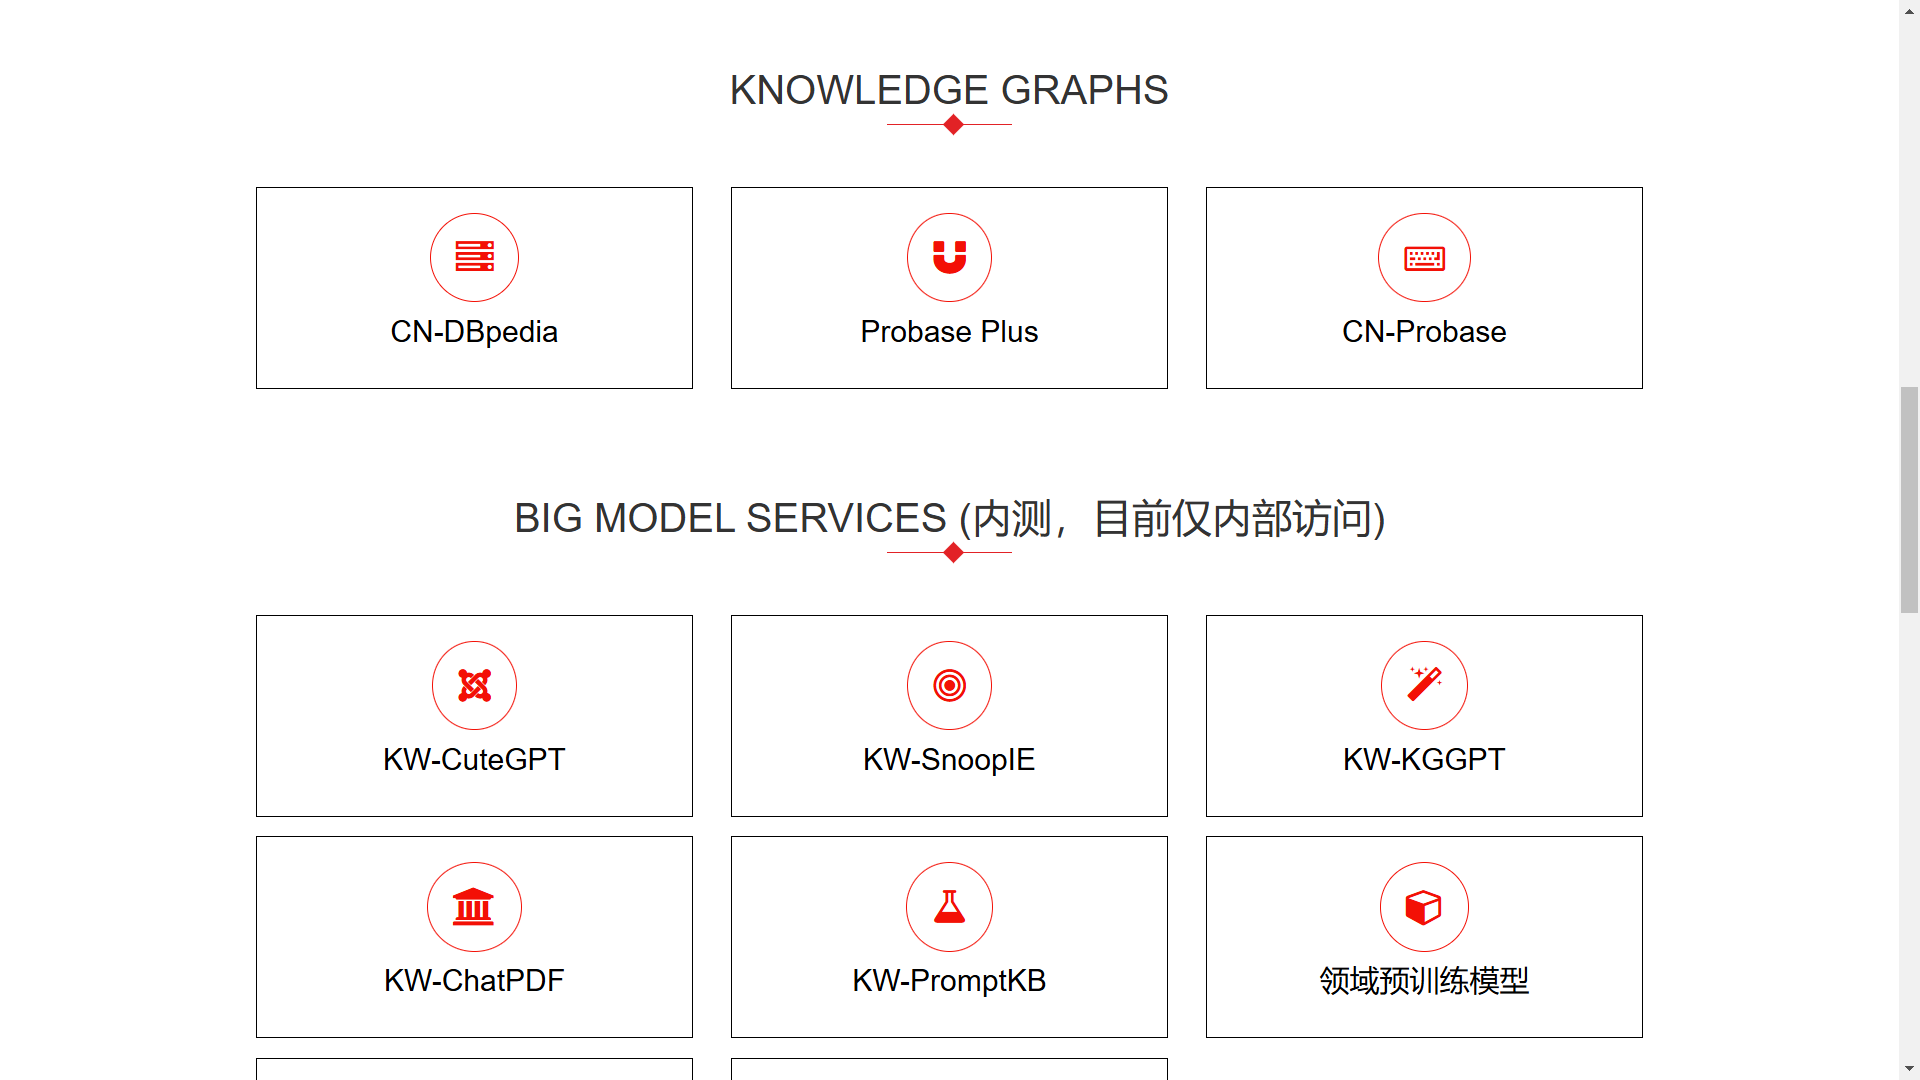 KNOWLEDGE GRAPHS
CN-DBpedia
Probase Plus
CN-Probase
BIG MODEL SERVICES (内测，目前仅内部访问)
KW-CuteGPT
KW-SnoopIE
KW-KGGPT
KW-ChatPDF
KW-PromptKB
领域预训练模型